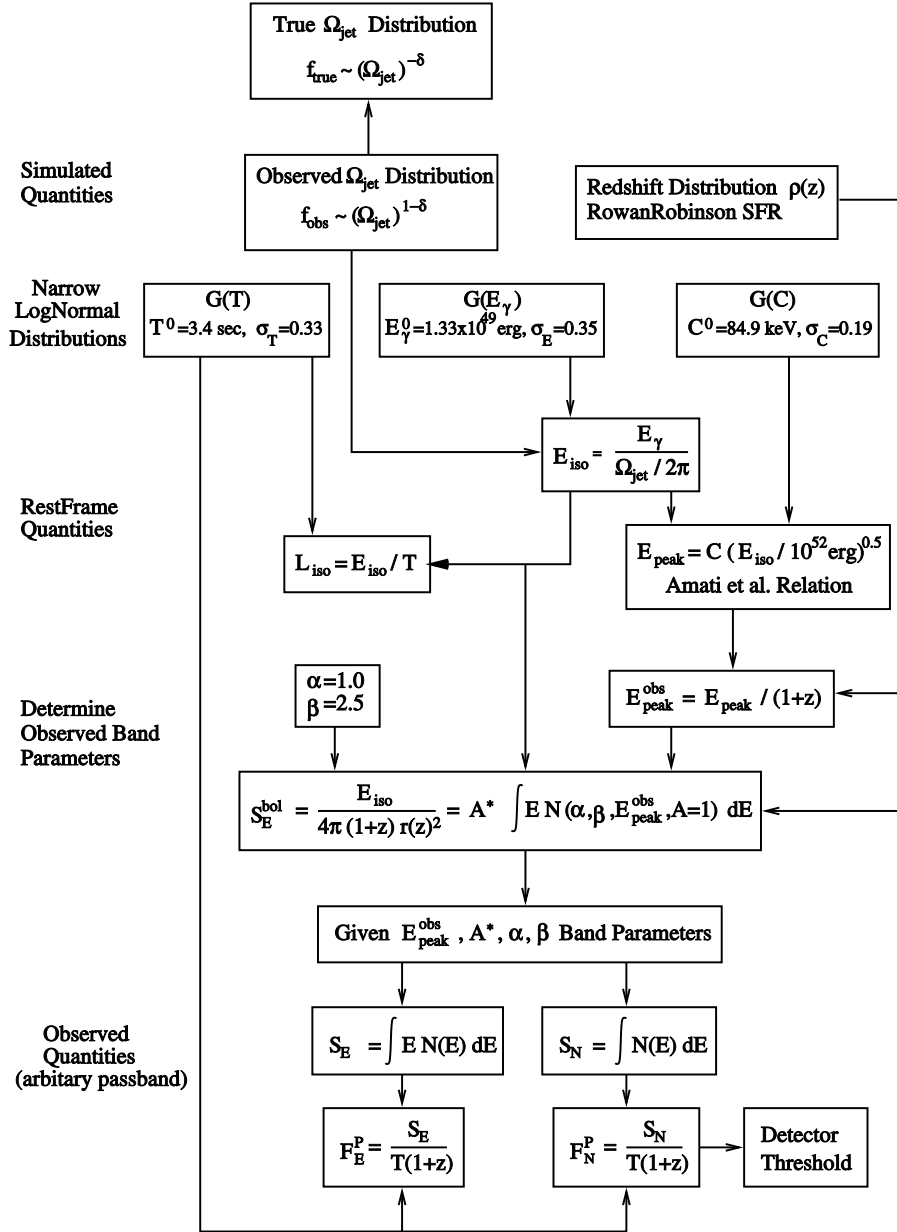 True Ω_jet Distribution
f_true ~ (Ω_jet)^−δ
Simulated
Quantities
Observed Ω_jet Distribution
f_obs ~ (Ω_jet)^1−δ
Redshift Distribution ρ(z)
RowanRobinson SFR
Narrow
LogNormal
Distributions
G(T)
T^0=3.4 sec, σ_T=0.33
G(E_γ)
E_γ^0=1.33x10^49 erg, σ_E=0.35
G(C)
C^0=84.9 keV, σ_C=0.19
E_iso = E_γ / (Ω_jet / 2π)
RestFrame
Quantities
L_iso = E_iso / T
E_peak = C (E_iso / 10^52 erg)^0.5
Amati et al. Relation
α=1.0
β=2.5
Determine
Observed Band
Parameters
E_peak^obs = E_peak / (1+z)
S_E^bol = E_iso / (4π (1+z) r(z)^2) = A* ∫ E N(α,β,E_peak^obs,A=1) dE
Given E_peak^obs, A*, α, β Band Parameters
Observed
Quantities
(arbitary passband)
S_E = ∫ E N(E) dE
S_N = ∫ N(E) dE
F_E^P = S_E / T(1+z)
F_N^P = S_N / T(1+z)
Detector
Threshold